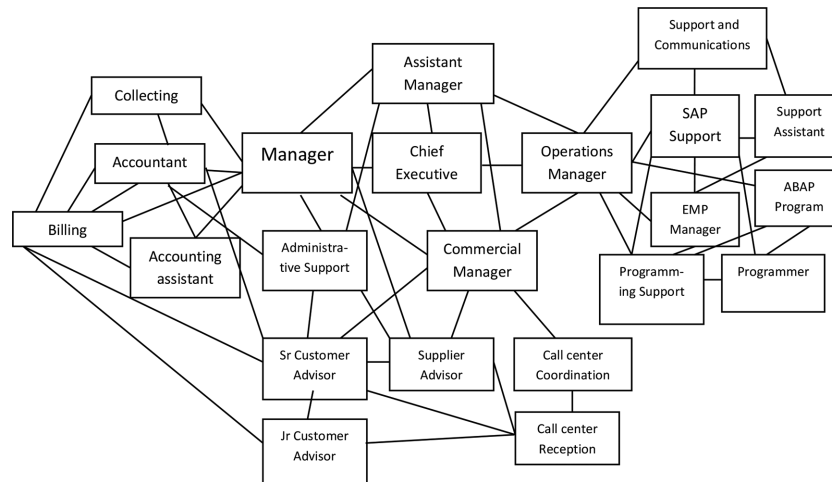 Support and
Communications
Assistant
Manager
Collecting
SAP
Support
Support
Assistant
Accountant
Manager
Chief
Executive
Operations
Manager
ABAP
Program
Billing
Accounting
assistant
Administra-
tive Support
Commercial
Manager
EMP
Manager
Programm-
ing Support
Programmer
Sr Customer
Advisor
Supplier
Advisor
Call center
Coordination
Jr Customer
Advisor
Call center
Reception